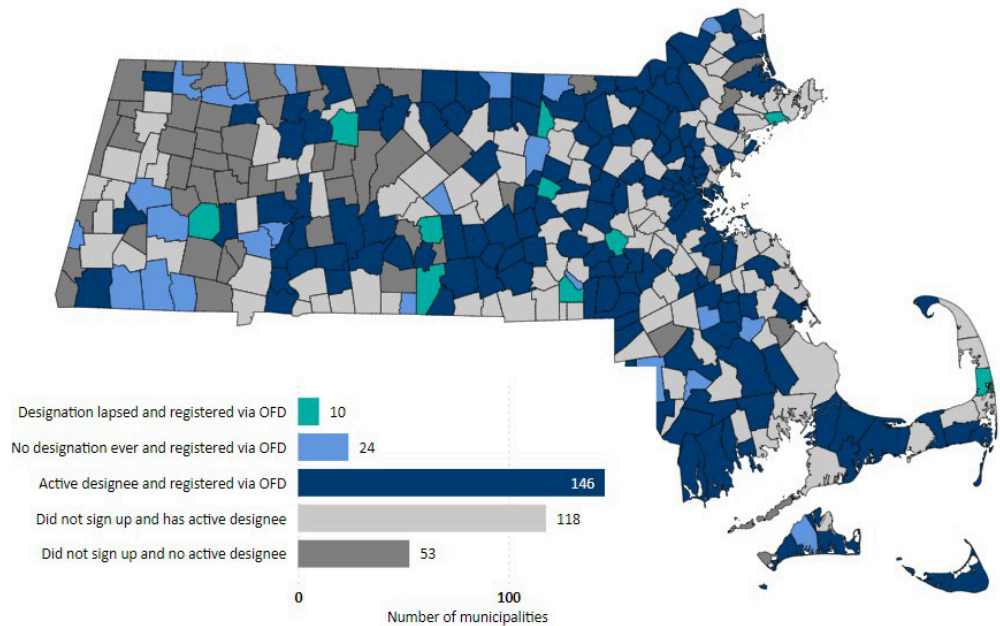 Designation lapsed and registered via OFD 10
No designation ever and registered via OFD 24
Active designee and registered via OFD 146
Did not sign up and has active designee 118
Did not sign up and no active designee 53
0 100
Number of municipalities